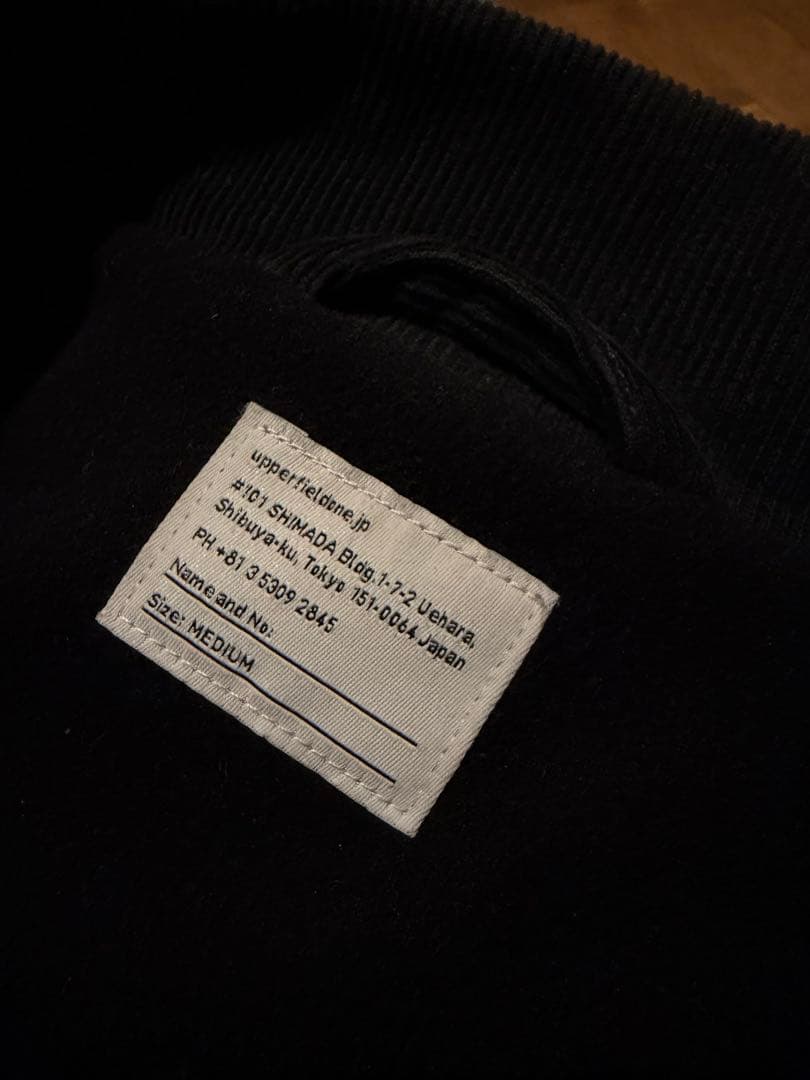 upperfieldone.jp
#101 SHIMADA Bldg.1-7-2 Uehara,
Shibuya-ku, Tokyo 151-0064 Japan
PH +81 3 5309 2845
Name and No:
Size: MEDIUM